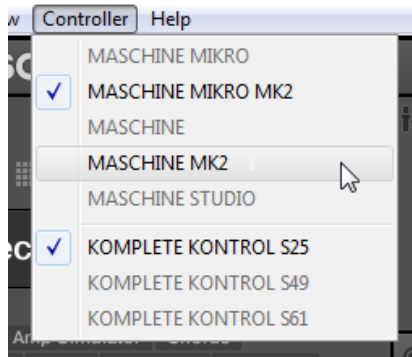 w Controller Help
MASCHINE MIKRO
MASCHINE MIKRO MK2
MASCHINE
MASCHINE MK2
MASCHINE STUDIO
KOMPLETE KONTROL S25
KOMPLETE KONTROL S49
KOMPLETE KONTROL S61